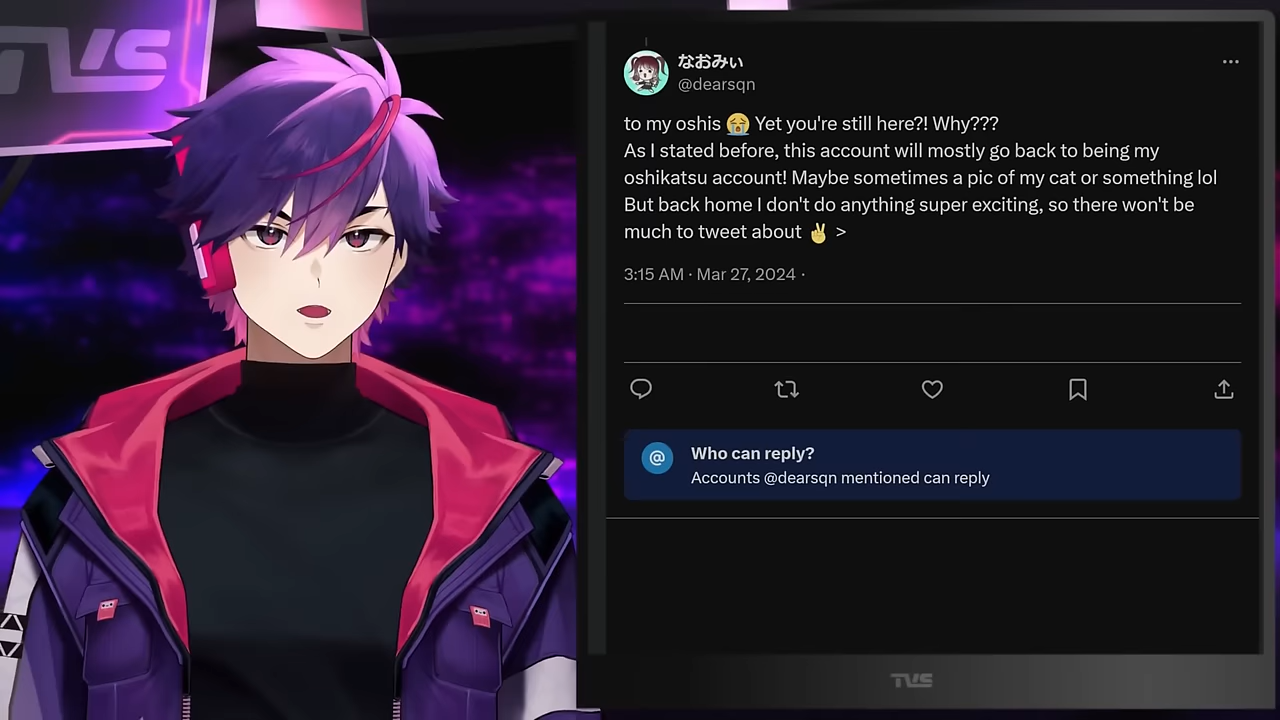 TVS
なおみぃ
@dearsqn
to my oshis 😭 Yet you're still here?! Why???
As I stated before, this account will mostly go back to being my
oshikatsu account! Maybe sometimes a pic of my cat or something lol
But back home I don't do anything super exciting, so there won't be
much to tweet about ✌️ >
3:15 AM · Mar 27, 2024 ·
@
Who can reply?
Accounts @dearsqn mentioned can reply
TVS